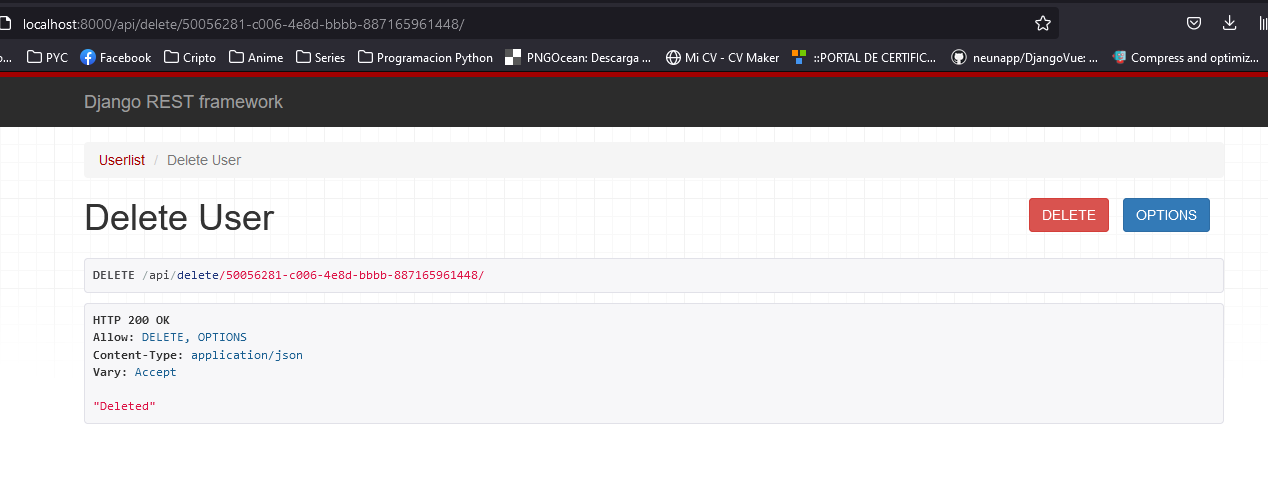 localhost:8000/api/delete/50056281-c006-4e8d-bbbb-887165961448/
o... PYC Facebook Cripto Anime Series Programacion Python PNGOcean: Descarga ... Mi CV - CV Maker ::PORTAL DE CERTIFIC... neunapp/DjangoVue: ... Compress and optimiz...
Django REST framework
Userlist / Delete User
Delete User
DELETE OPTIONS
DELETE /api/delete/50056281-c006-4e8d-bbbb-887165961448/
HTTP 200 OK
Allow: DELETE, OPTIONS
Content-Type: application/json
Vary: Accept
"Deleted"